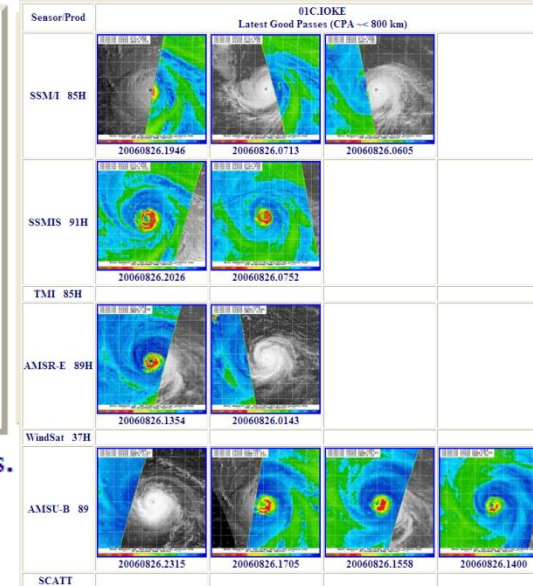 Sensor/Prod
01C.IOKE
Latest Good Passes (CPA ~< 800 km)
SSM/I 85H
20060826.1946
20060826.0713
20060826.0605
SSMIS 91H
20060826.2026
20060826.0752
TMI 85H
AMSR-E 89H
20060826.1354
20060826.0143
WindSat 37H
s.
AMSU-B 89
20060826.2315
20060826.1705
20060826.1558
20060826.1400
SCATT